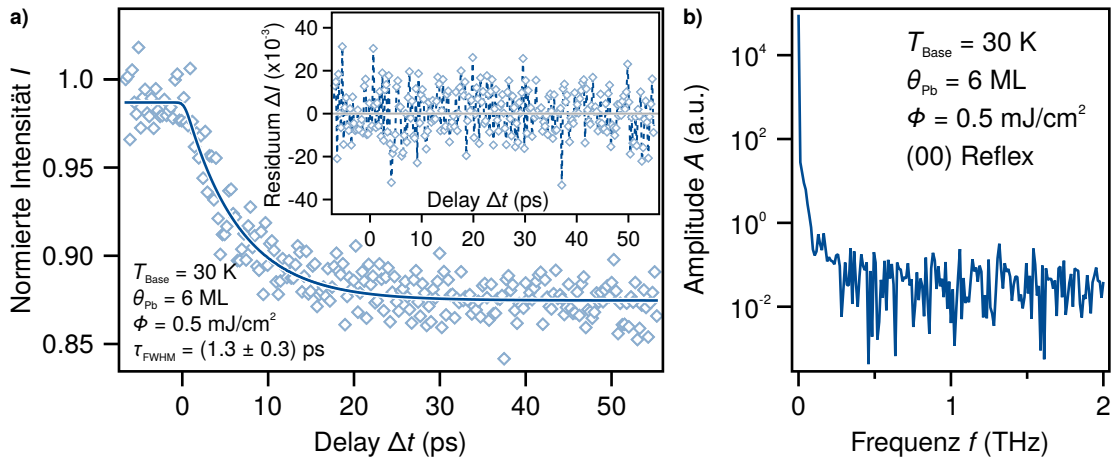 a)
Normierte Intensität I
1.00
0.95
0.90
0.85
0
10
20
30
40
50
Delay Δt (ps)
T_Base = 30 K
θ_Pb = 6 ML
Φ = 0.5 mJ/cm²
τ_FWHM = (1.3 ± 0.3) ps
Residuum ΔI (x10⁻³)
40
20
0
-20
-40
0
10
20
30
40
50
Delay Δt (ps)
b)
Amplitude A (a.u.)
10⁴
10²
10⁰
10⁻²
0
1
2
Frequenz f (THz)
T_Base = 30 K
θ_Pb = 6 ML
Φ = 0.5 mJ/cm²
(00) Reflex